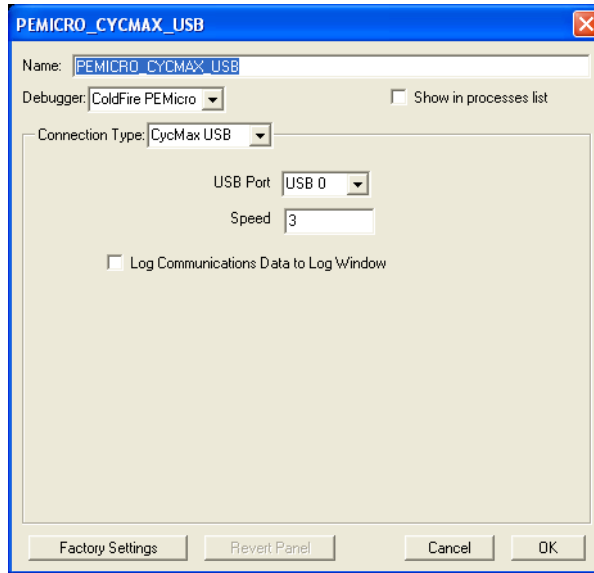 PEMICRO_CYCMAX_USB
Name: PEMICRO_CYCMAX_USB
Debugger: ColdFire PEMicro Show in processes list
Connection Type: CycMax USB
USB Port USB 0
Speed 3
Log Communications Data to Log Window
Factory Settings Revert Panel Cancel OK